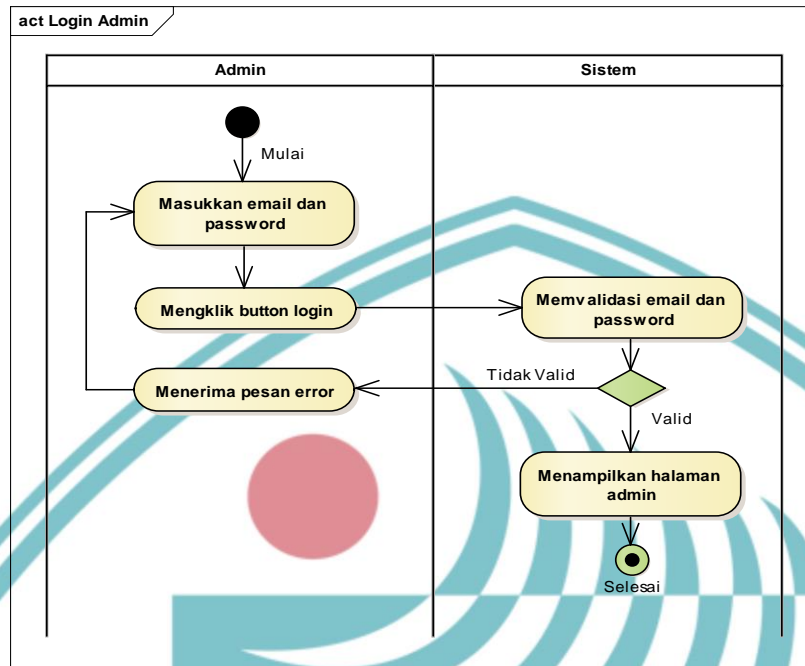 act Login Admin
Admin
Sistem
Mulai
Masukkan email dan
password
Mengklik button login
Memvalidasi email dan
password
Tidak Valid
Menerima pesan error
Valid
Menampilkan halaman
admin
Selesai